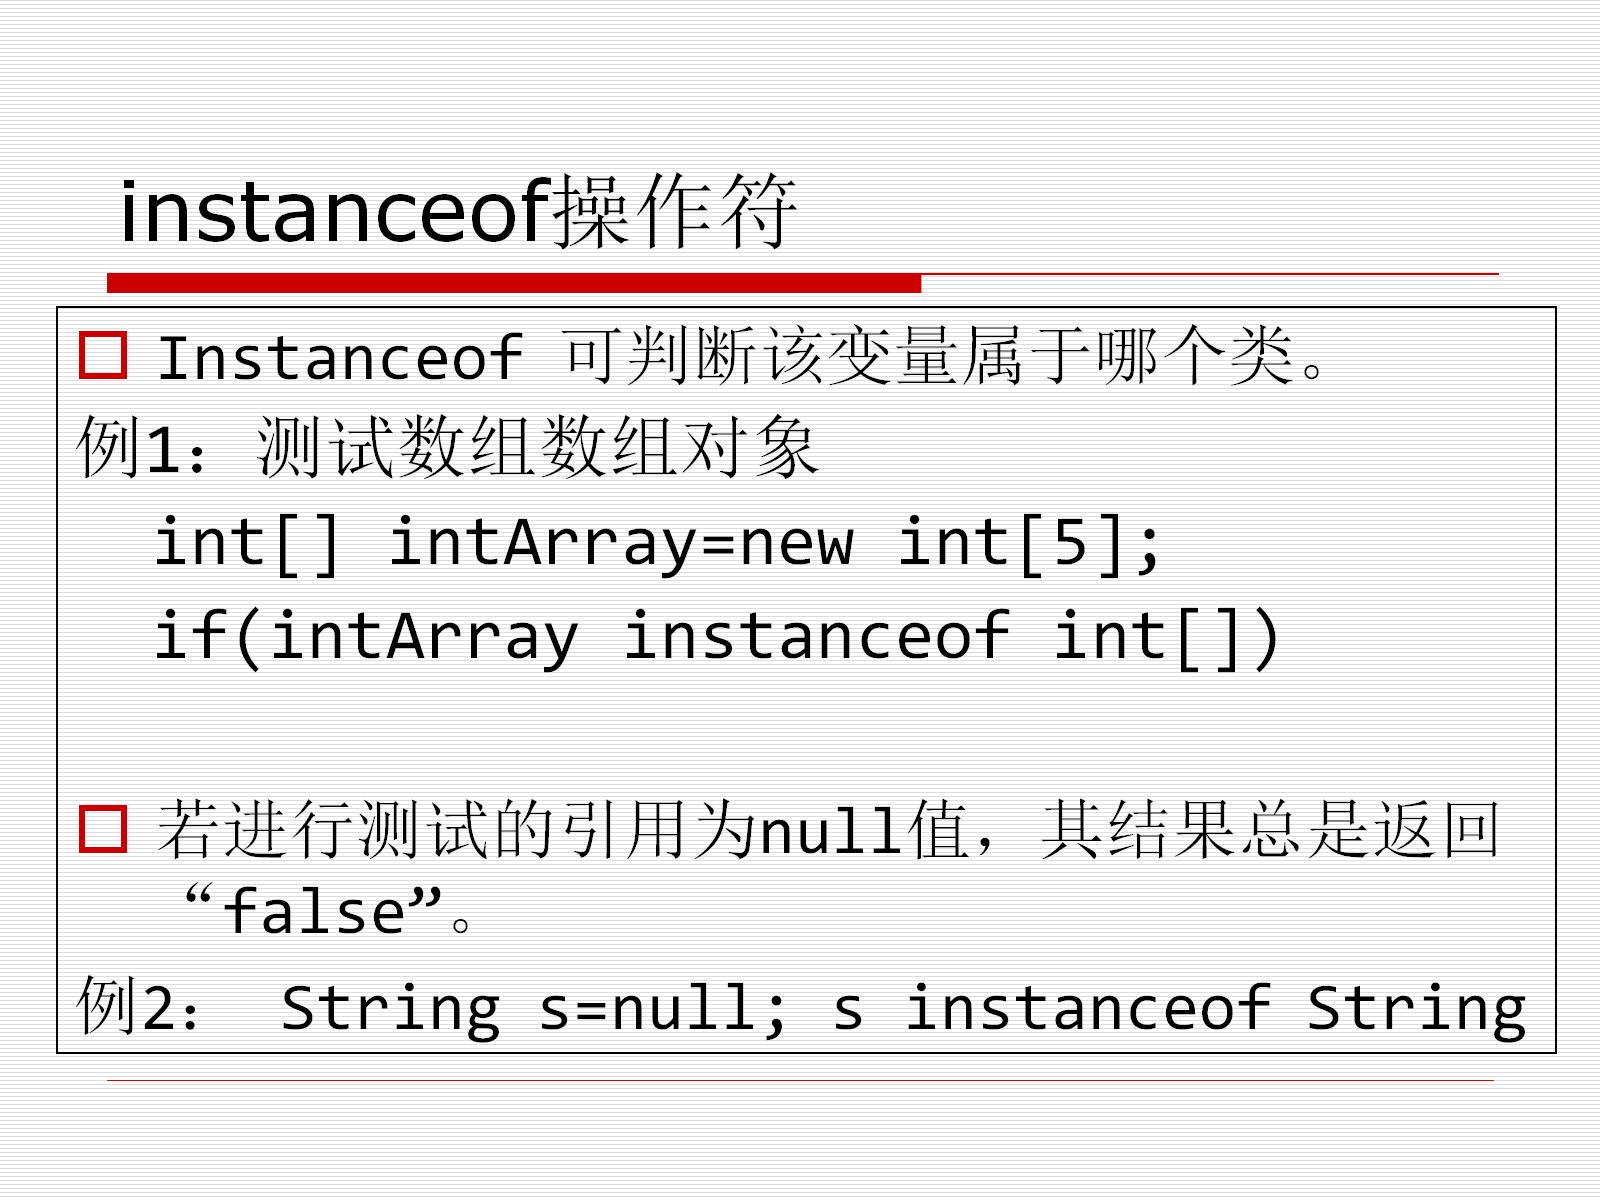 instanceof操作符
Instanceof 可判断该变量属于哪个类。
例1：测试数组数组对象
int[] intArray=new int[5];
if(intArray instanceof int[])
若进行测试的引用为null值，其结果总是返回
“false”。
例2： String s=null; s instanceof String